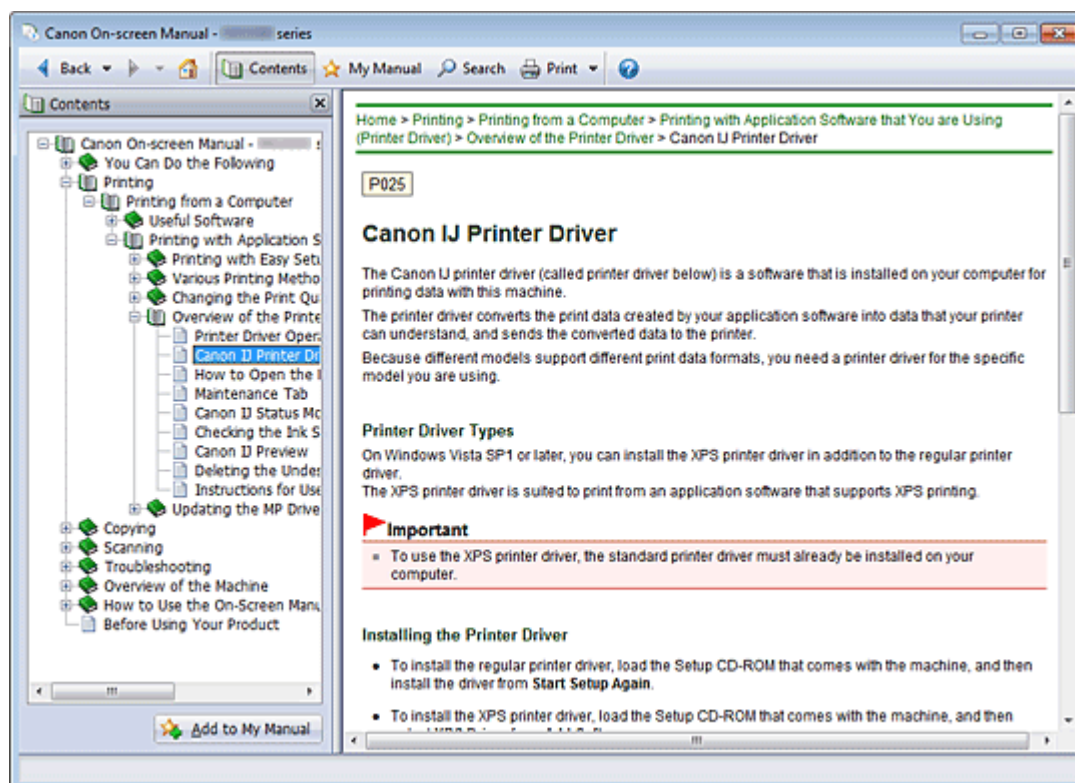 Canon On-screen Manual - series
Back
Contents
My Manual
Search
Print
Contents
Canon On-screen Manual -
You Can Do the Following
Printing
Printing from a Computer
Useful Software
Printing with Application S
Printing with Easy Setu
Various Printing Metho
Changing the Print Qu
Overview of the Printe
Printer Driver Oper
Canon IJ Printer Dr
How to Open the
Maintenance Tab
Canon IJ Status Mo
Checking the Ink S
Canon IJ Preview
Deleting the Undes
Instructions for Use
Updating the MP Drive
Copying
Scanning
Troubleshooting
Overview of the Machine
How to Use the On-Screen Manu
Before Using Your Product
Add to My Manual
Home > Printing > Printing from a Computer > Printing with Application Software that You are Using
(Printer Driver) > Overview of the Printer Driver > Canon IJ Printer Driver
P025
Canon IJ Printer Driver
The Canon IJ printer driver (called printer driver below) is a software that is installed on your computer for
printing data with this machine.
The printer driver converts the print data created by your application software into data that your printer
can understand, and sends the converted data to the printer.
Because different models support different print data formats, you need a printer driver for the specific
model you are using.
Printer Driver Types
On Windows Vista SP1 or later, you can install the XPS printer driver in addition to the regular printer
driver.
The XPS printer driver is suited to print from an application software that supports XPS printing.
Important
To use the XPS printer driver, the standard printer driver must already be installed on your
computer.
Installing the Printer Driver
To install the regular printer driver, load the Setup CD-ROM that comes with the machine, and then
install the driver from Start Setup Again.
To install the XPS printer driver, load the Setup CD-ROM that comes with the machine, and then